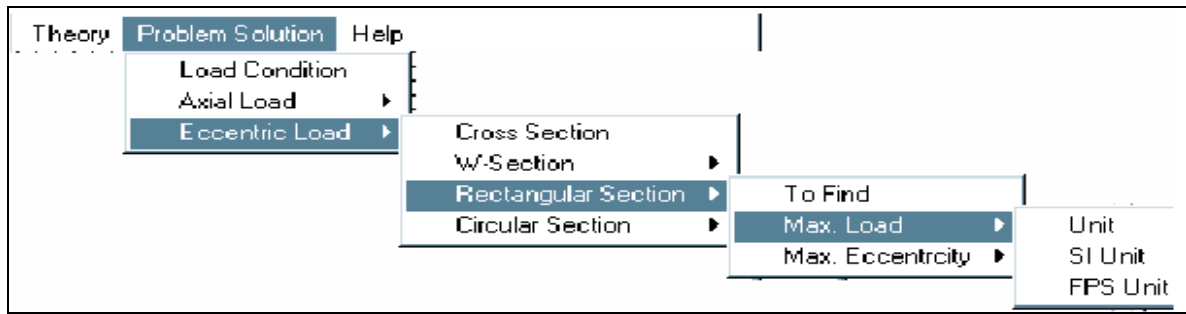 Theory Problem Solution Help
Load Condition
Axial Load
Eccentric Load
Cross Section
W-Section
Rectangular Section
Circular Section
To Find
Max. Load
Max. Eccentrcity
Unit
SI Unit
FPS Unit